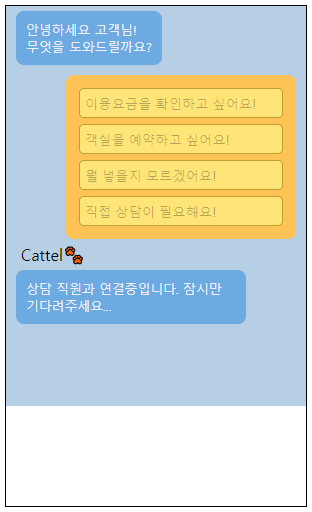 안녕하세요 고객님!
무엇을 도와드릴까요?
이용요금을 확인하고 싶어요!
객실을 예약하고 싶어요!
뭘 넣을지 모르겠어요!
직접 상담이 필요해요!
Cattel🐾
상담 직원과 연결중입니다. 잠시만
기다려주세요...